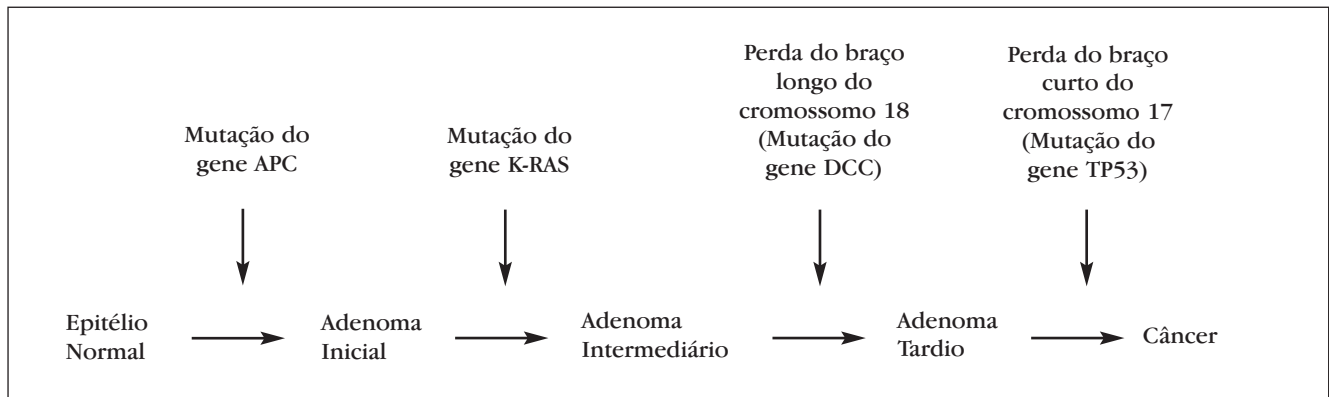 Mutação do
gene APC
Mutação do
gene K-RAS
Perda do braço
longo do
cromossomo 18
(Mutação do
gene DCC)
Perda do braço
curto do
cromossomo 17
(Mutação do
gene TP53)
Epitélio
Normal
Adenoma
Inicial
Adenoma
Intermediário
Adenoma
Tardio
Câncer